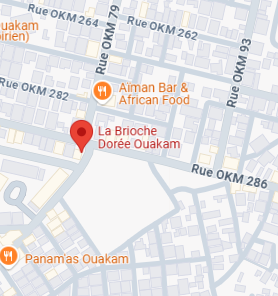 Ouakam
Rue OKM 264
oirien)
Rue OKM 79
Rue OKM 262
Rue OKM 93
Rue OKM 282
Aiman Bar &
African Food
La Brioche
Dorée Ouakam
Rue OKM 286
Panam'as Ouakam